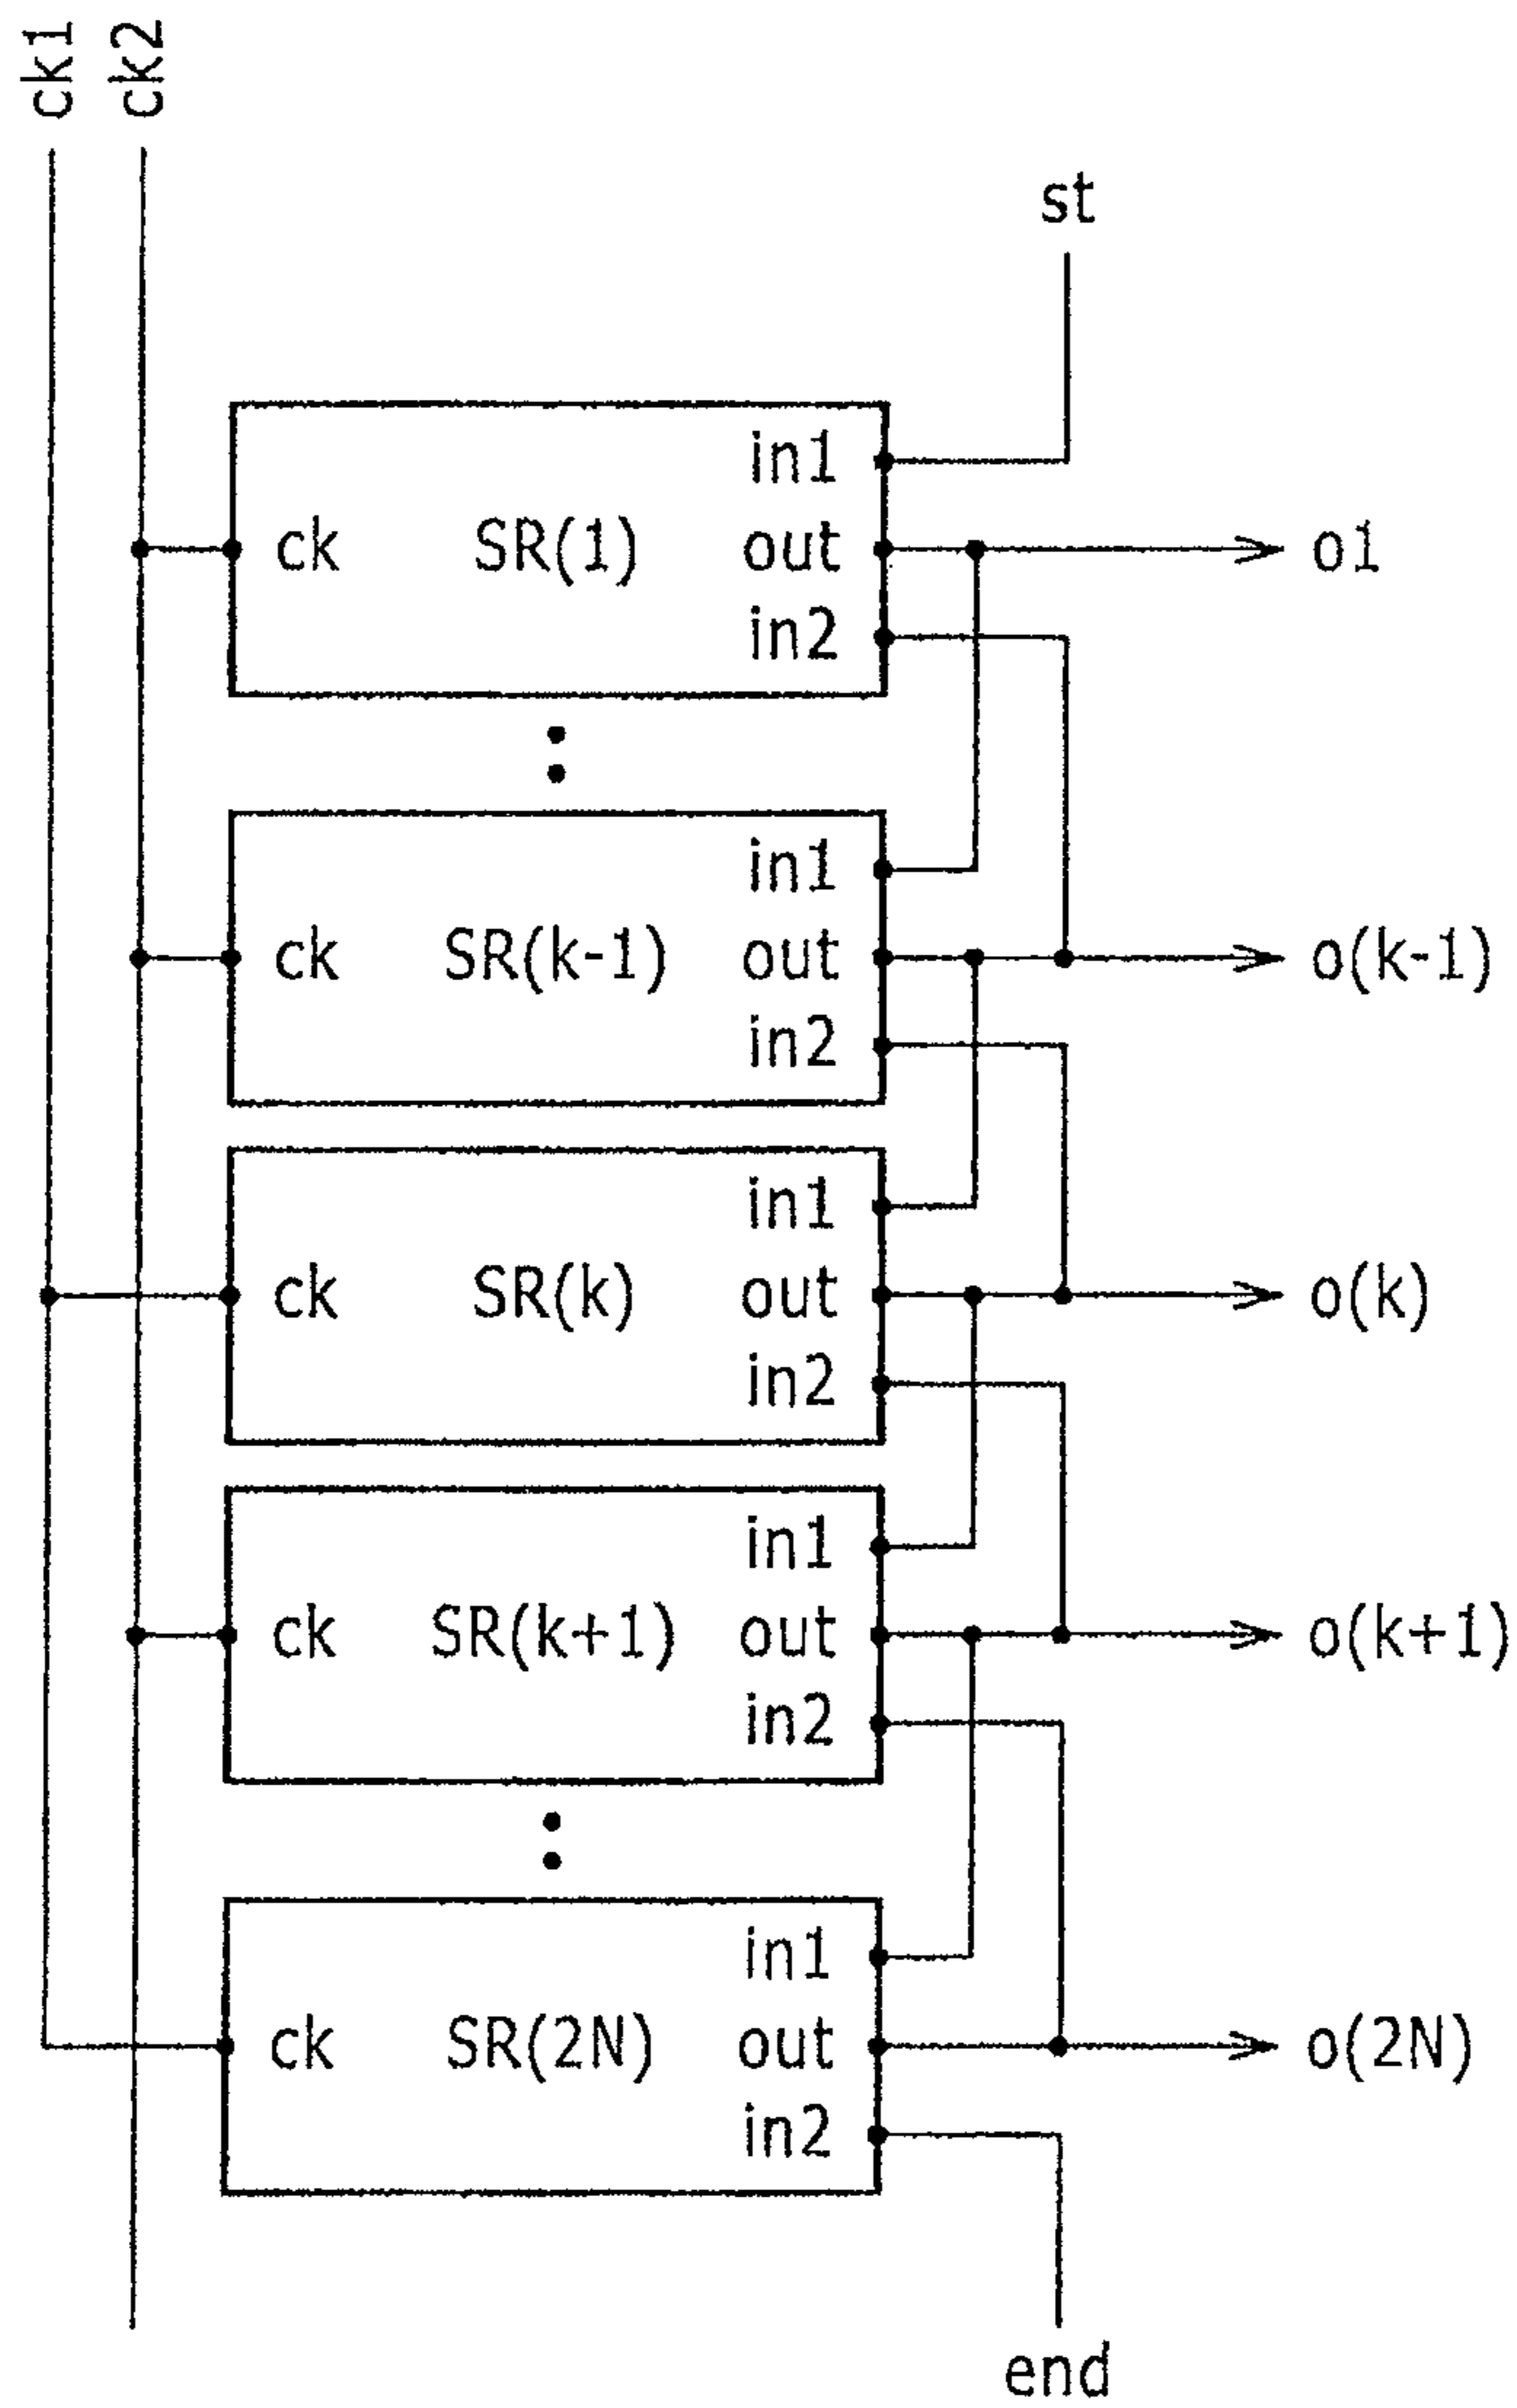 ck1
ck2
st
in1
ck SR(1) out
in2
o1
in1
ck SR(k-1) out
in2
o(k-1)
in1
ck SR(k) out
in2
o(k)
in1
ck SR(k+1) out
in2
o(k+1)
in1
ck SR(2N) out
in2
o(2N)
end